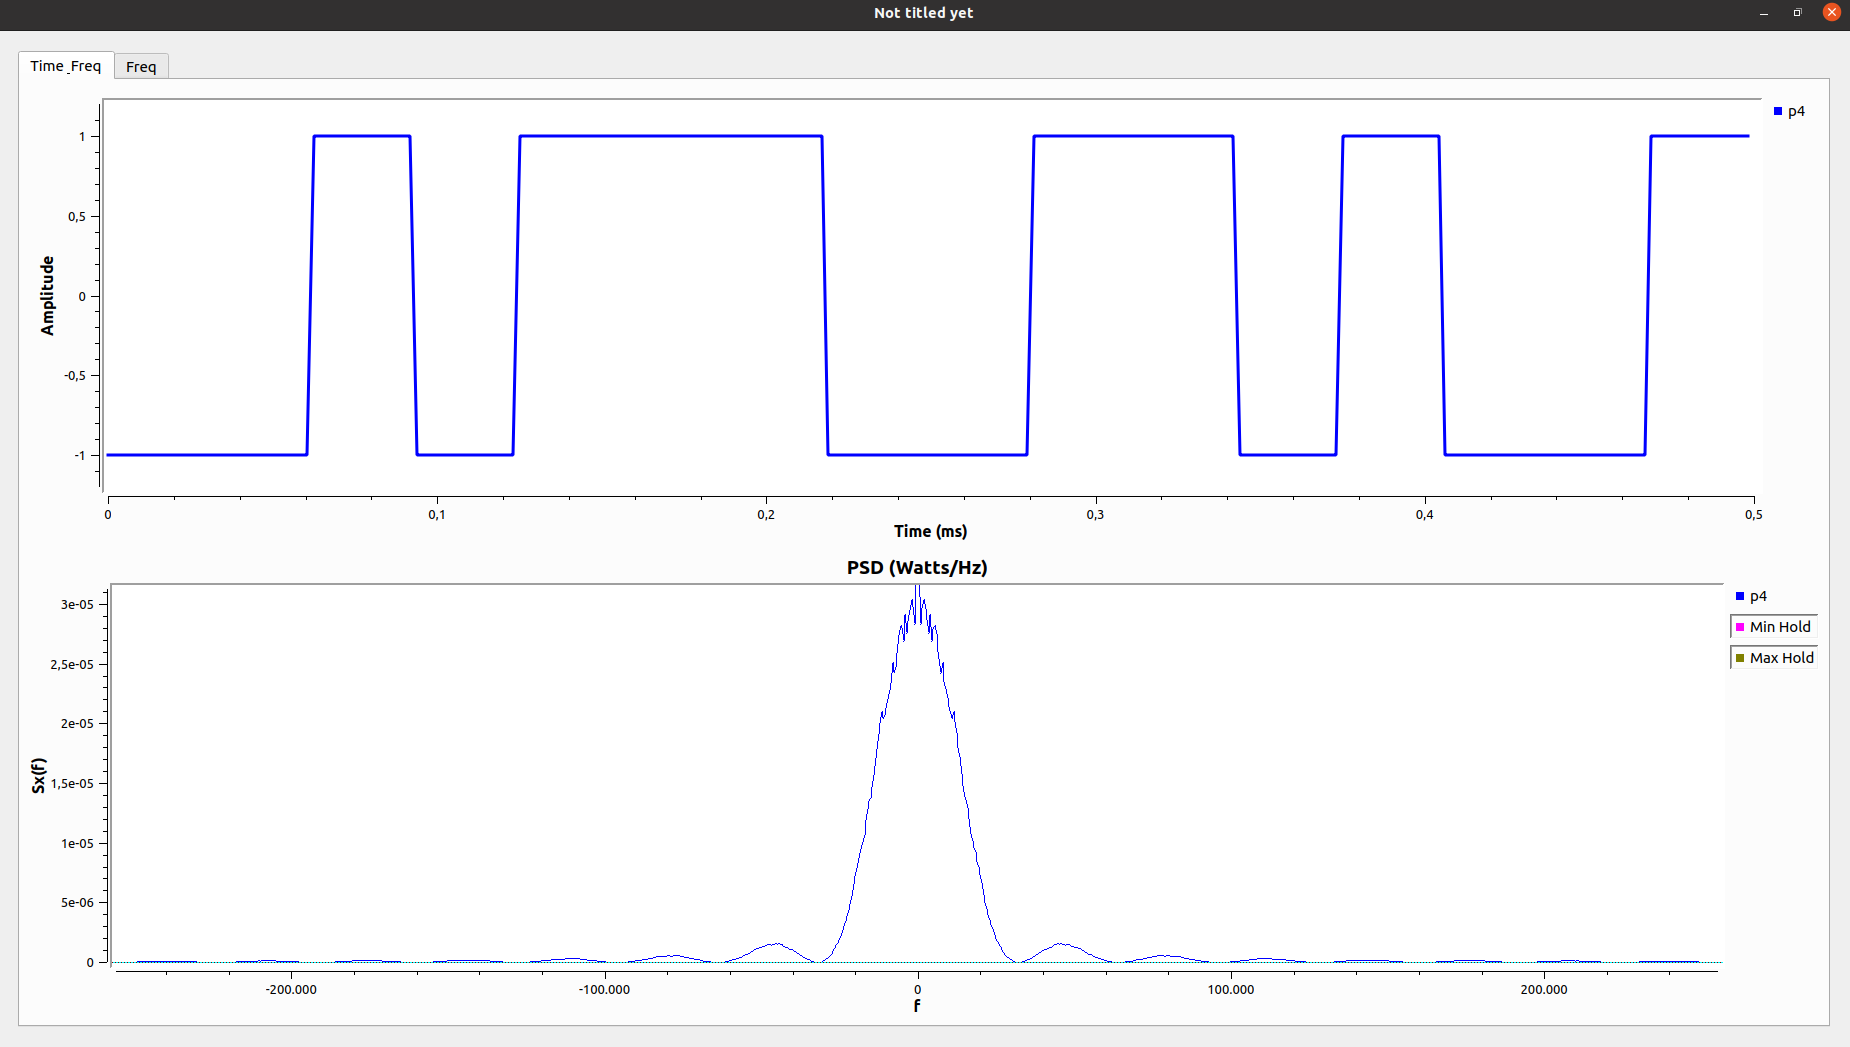 Not titled yet
Time_Freq
Freq
p4
Amplitude
1
0,5
0
-0,5
-1
0
0,1
0,2
0,3
0,4
0,5
Time (ms)
PSD (Watts/Hz)
p4
Min Hold
Max Hold
Sx(f)
3e-05
2,5e-05
2e-05
1,5e-05
1e-05
5e-06
0
-200.000
-100.000
0
100.000
200.000
f